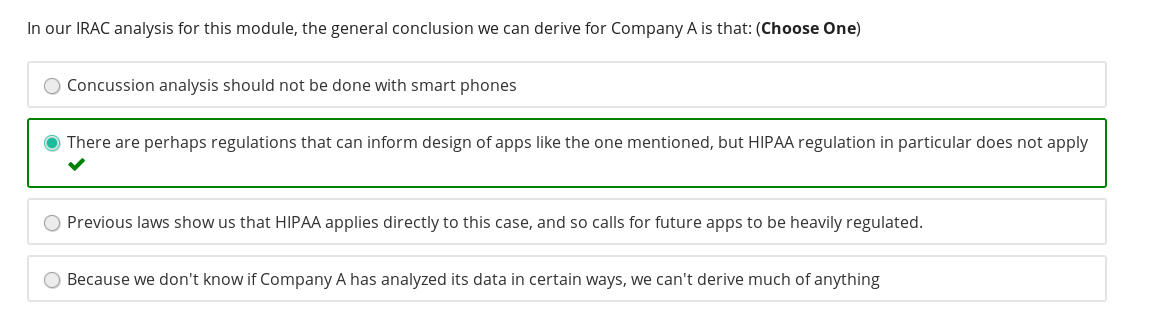 In our IRAC analysis for this module, the general conclusion we can derive for Company A is that: (Choose One)
Concussion analysis should not be done with smart phones
There are perhaps regulations that can inform design of apps like the one mentioned, but HIPAA regulation in particular does not apply
Previous laws show us that HIPAA applies directly to this case, and so calls for future apps to be heavily regulated.
Because we don't know if Company A has analyzed its data in certain ways, we can't derive much of anything